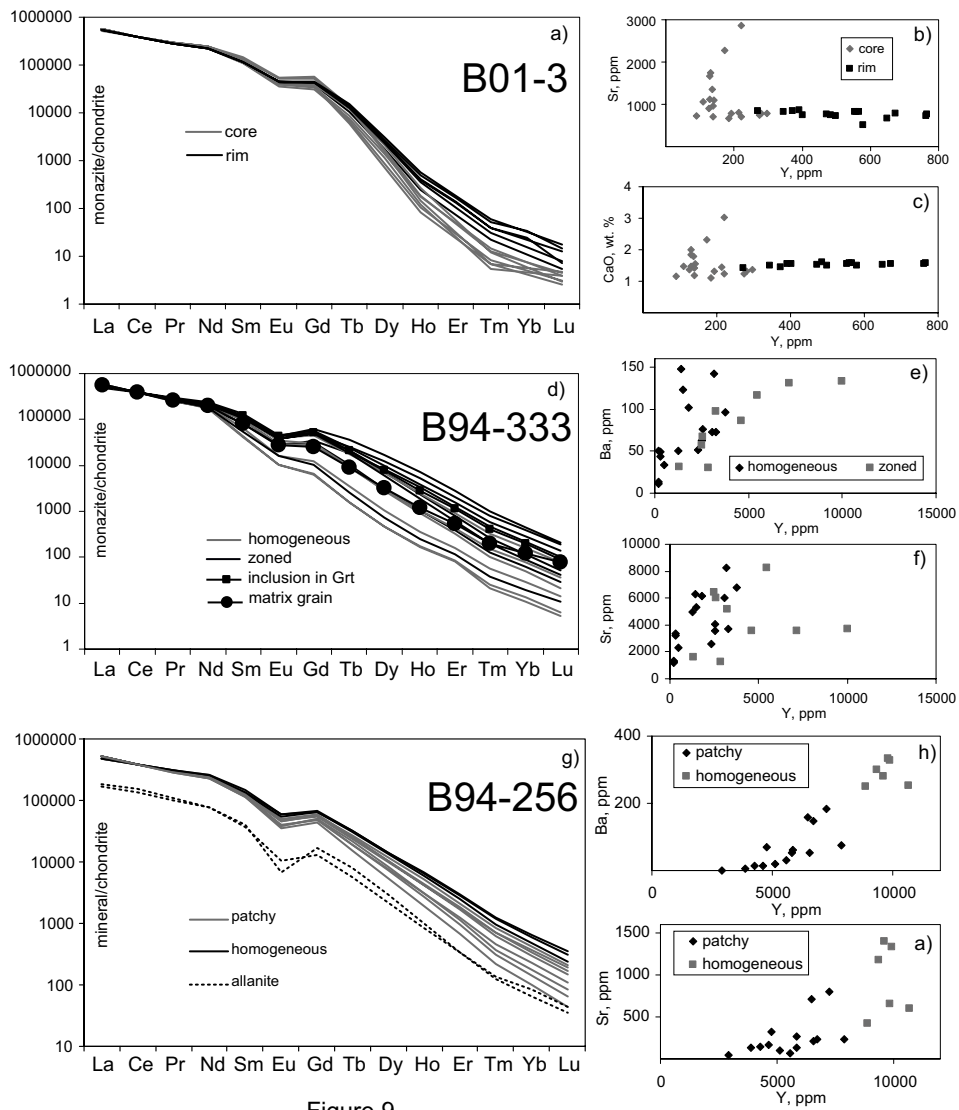 a)
B01-3
1000000
100000
10000
1000
100
10
1
monazite/chondrite
core
rim
La Ce Pr Nd Sm Eu Gd Tb Dy Ho Er Tm Yb Lu
b)
3000
2000
1000
Sr, ppm
core
rim
200 400 600 800
Y, ppm
c)
4
3
2
1
CaO, wt. %
200 400 600 800
Y, ppm
d)
B94-333
1000000
100000
10000
1000
100
10
1
monazite/chondrite
homogeneous
zoned
inclusion in Grt
matrix grain
La Ce Pr Nd Sm Eu Gd Tb Dy Ho Er Tm Yb Lu
e)
150
100
50
0
Ba, ppm
homogeneous zoned
0 5000 10000 15000
Y, ppm
f)
10000
8000
6000
4000
2000
0
Sr, ppm
0 5000 10000 15000
Y, ppm
g)
B94-256
1000000
100000
10000
1000
100
10
mineral/chondrite
patchy
homogeneous
allanite
La Ce Pr Nd Sm Eu Gd Tb Dy Ho Er Tm Yb Lu
h)
400
200
Ba, ppm
patchy
homogeneous
0 5000 10000
Y, ppm
a)
1500
1000
500
Sr, ppm
patchy
homogeneous
0 5000 10000
Y, ppm